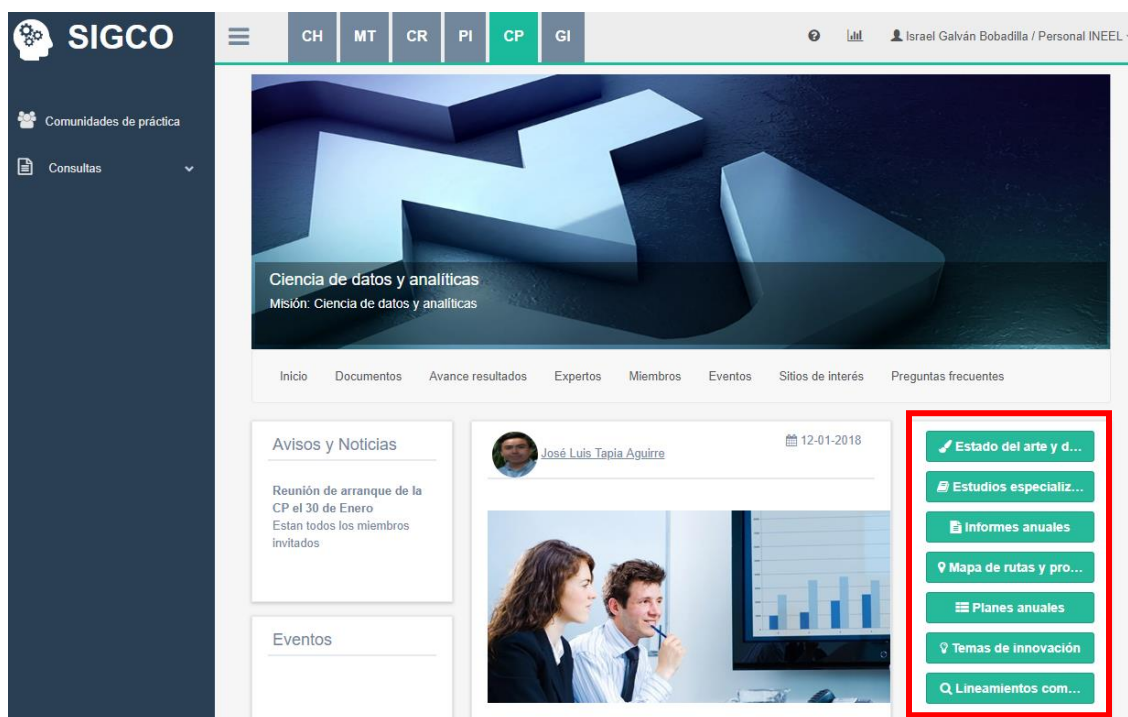 SIGCO
CH MT CR PI CP GI
Israel Galván Bobadilla / Personal INEEL
Comunidades de práctica
Consultas
Ciencia de datos y analíticas
Misión: Ciencia de datos y analíticas
Inicio Documentos Avance resultados Expertos Miembros Eventos Sitios de interés Preguntas frecuentes
Avisos y Noticias
Reunión de arranque de la
CP el 30 de Enero
Estan todos los miembros
invitados
Eventos
José Luis Tapia Aguirre
12-01-2018
Estado del arte y d...
Estudios especializ...
Informes anuales
Mapa de rutas y pro...
Planes anuales
Temas de innovación
Lineamientos com...